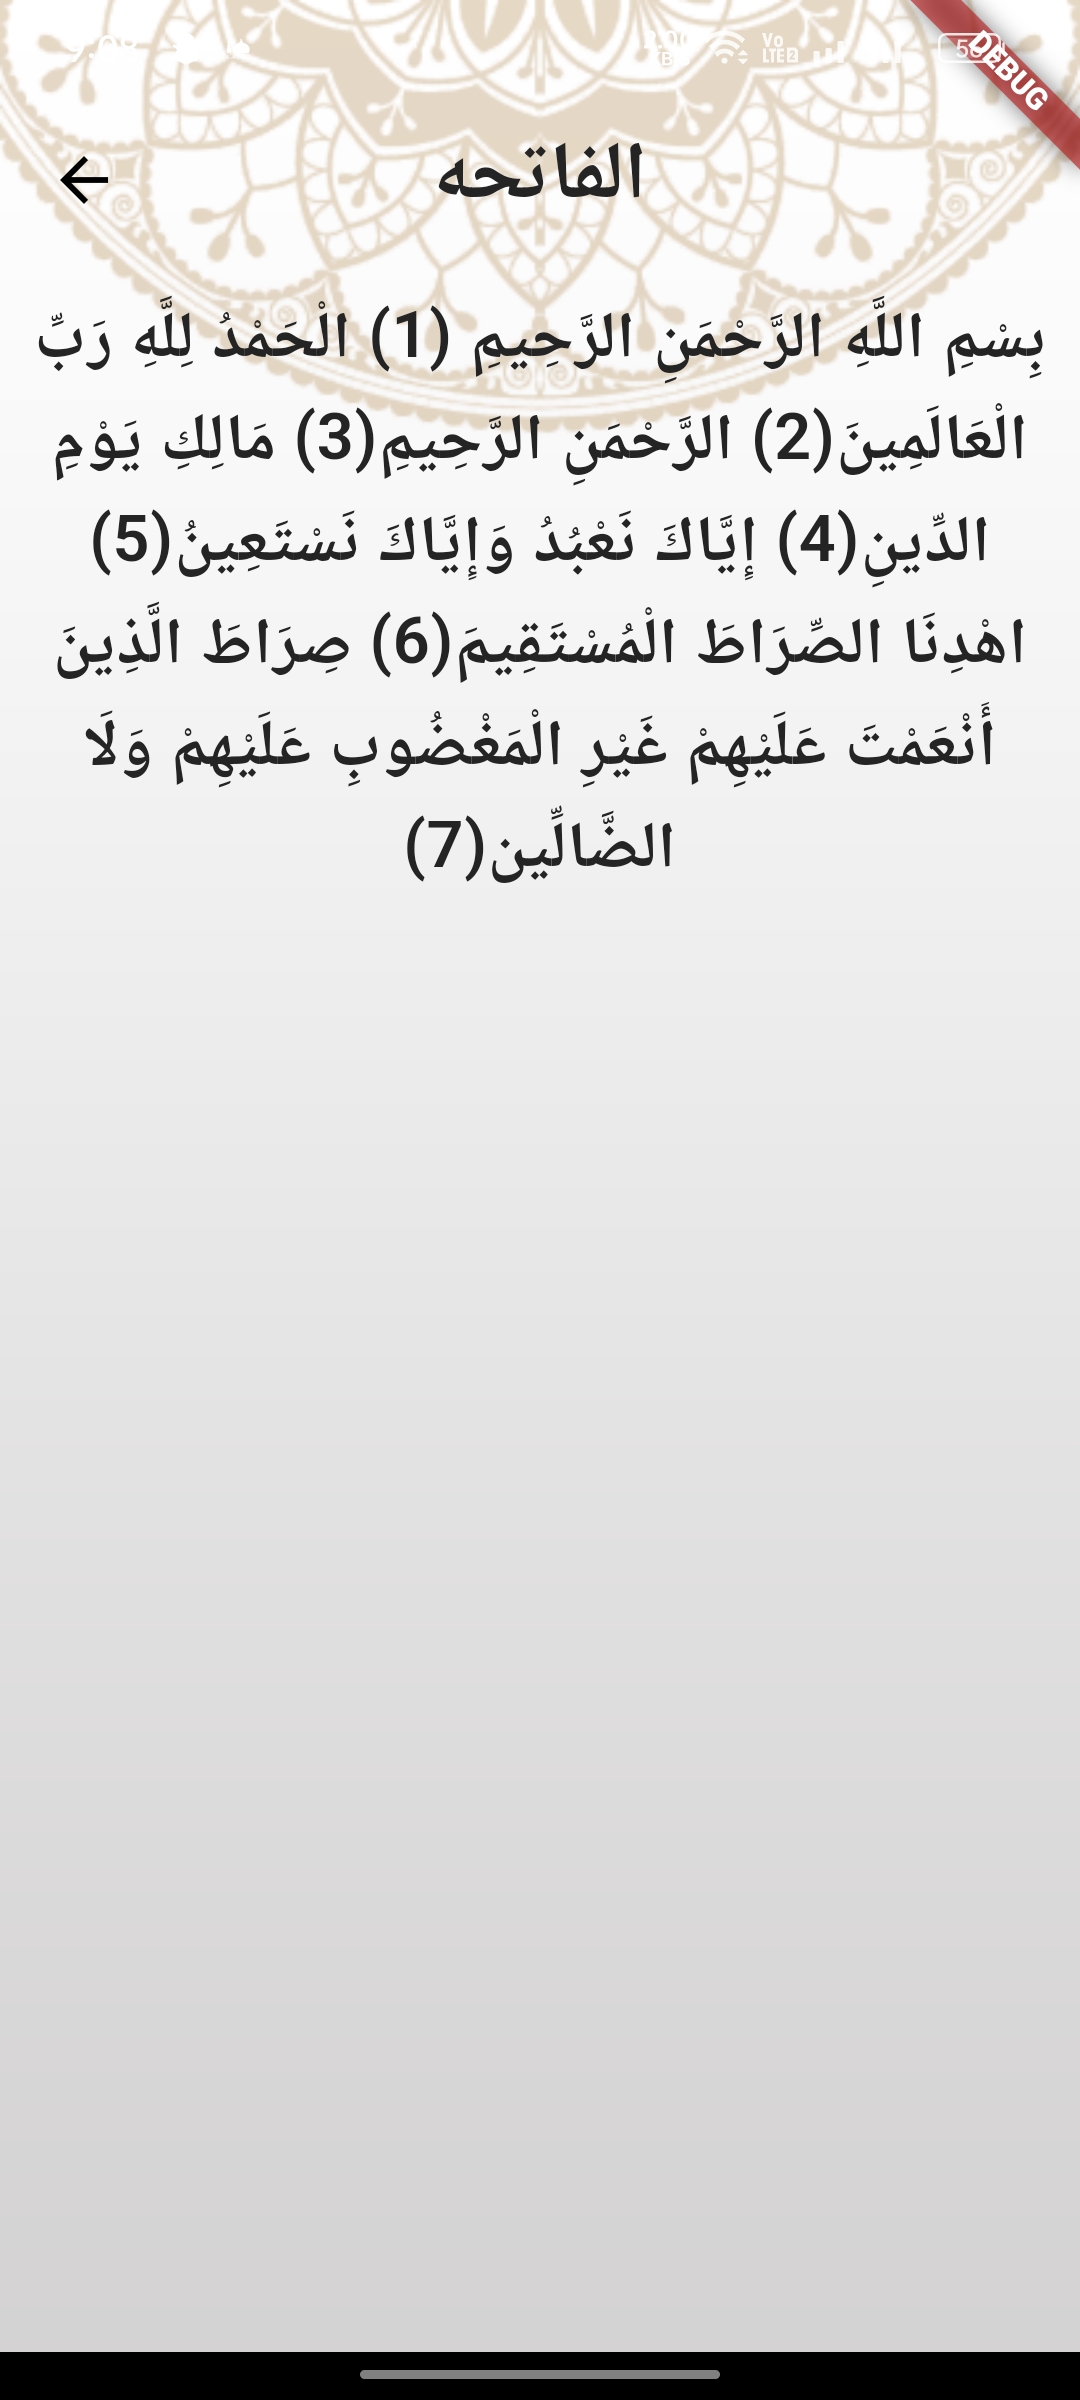 Vo
LTE2
DEBUG
الفاتحه
بِسْمِ اللَّهِ الرَّحْمَنِ الرَّحِيمِ (1) الْحَمْدُ لِلَّهِ رَبِّ
الْعَالَمِينَ(2) الرَّحْمَنِ الرَّحِيمِ(3) مَالِكِ يَوْمِ
الدِّينِ(4) إِيَّاكَ نَعْبُدُ وَإِيَّاكَ نَسْتَعِينُ(5)
اهْدِنَا الصِّرَاطَ الْمُسْتَقِيمَ(6) صِرَاطَ الَّذِينَ
أَنْعَمْتَ عَلَيْهِمْ غَيْرِ الْمَغْضُوبِ عَلَيْهِمْ وَلَا
الضَّالِّين(7)